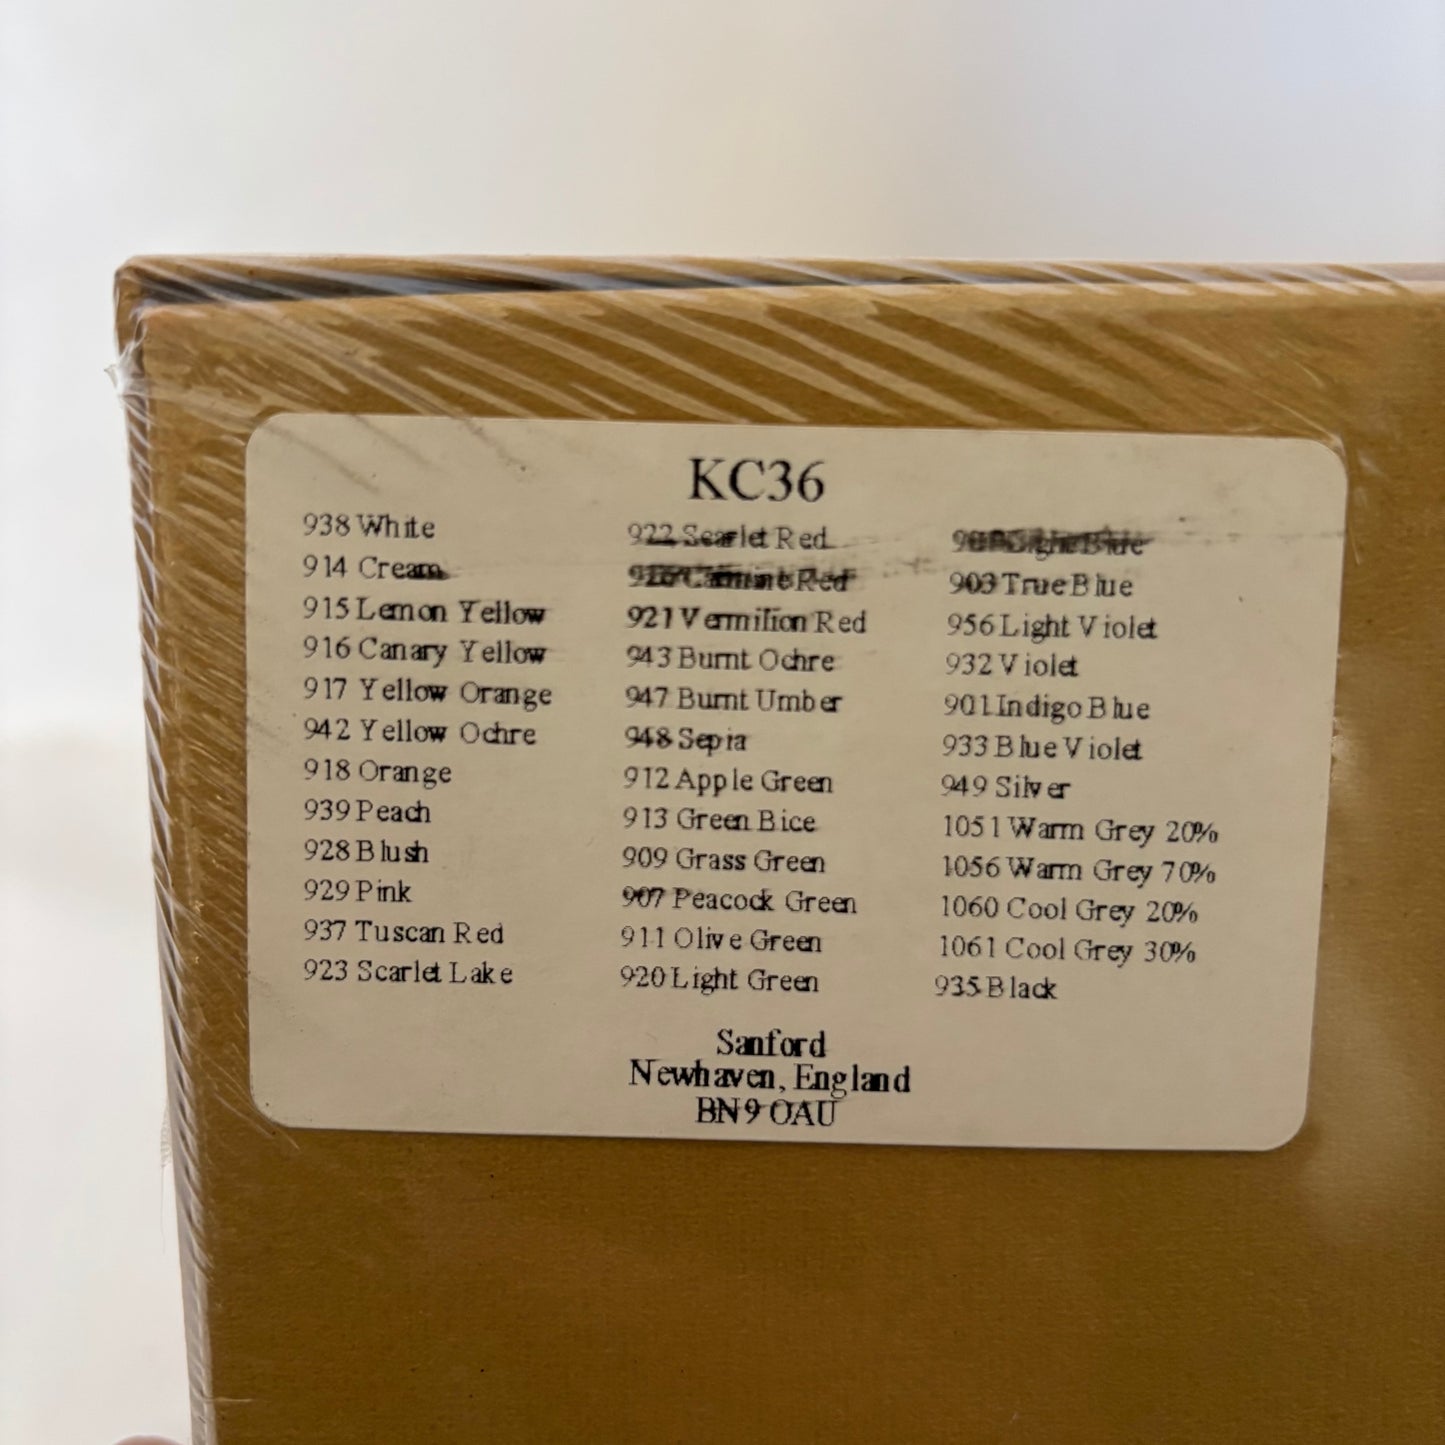 KC36
938 White
914 Cream
915 Lemon Yellow
916 Canary Yellow
917 Yellow Orange
942 Yellow Ochre
918 Orange
939 Peach
928 Blush
929 Pink
937 Tuscan Red
923 Scarlet Lake
922 Scarlet Red
Carmine Red
921 Vermilion Red
943 Burnt Ochre
947 Burnt Umber
948 Sepia
912 Apple Green
913 Green Bice
909 Grass Green
907 Peacock Green
911 Olive Green
920 Light Green
Blue
903 True Blue
956 Light Violet
932 Violet
901 Indigo Blue
933 Blue Violet
949 Silver
1051 Warm Grey 20%
1056 Warm Grey 70%
1060 Cool Grey 20%
1061 Cool Grey 30%
935 Black
Sanford
Newhaven, England
BN9 OAU